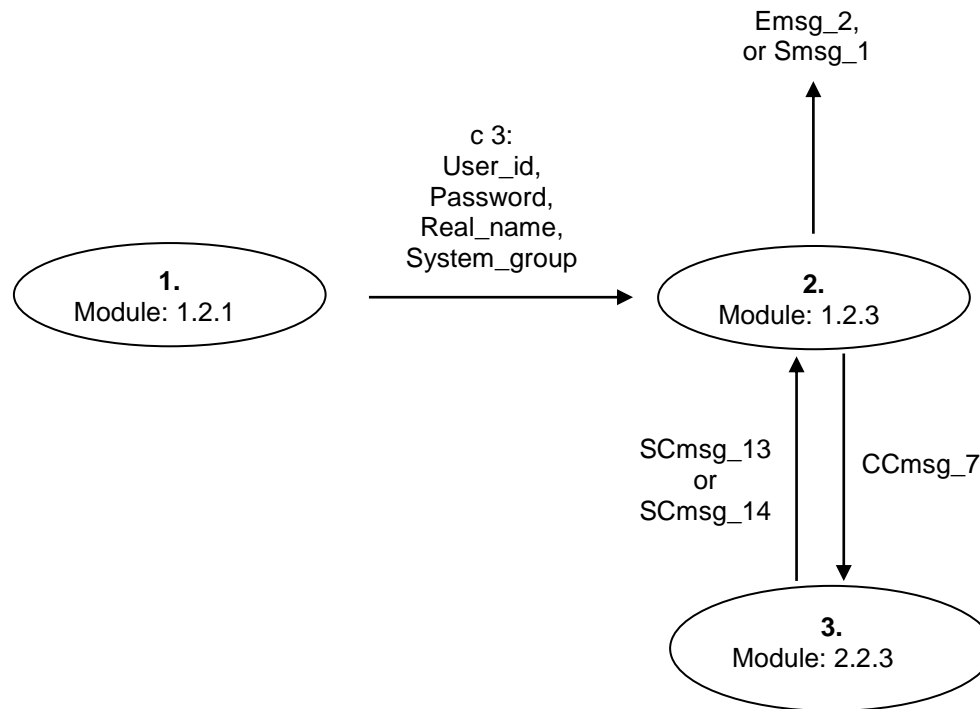 Emsg_2,
or Smsg_1
c 3:
User_id,
Password,
Real_name,
System_group
1.
Module: 1.2.1
2.
Module: 1.2.3
SCmsg_13
or
SCmsg_14
CCmsg_7
3.
Module: 2.2.3